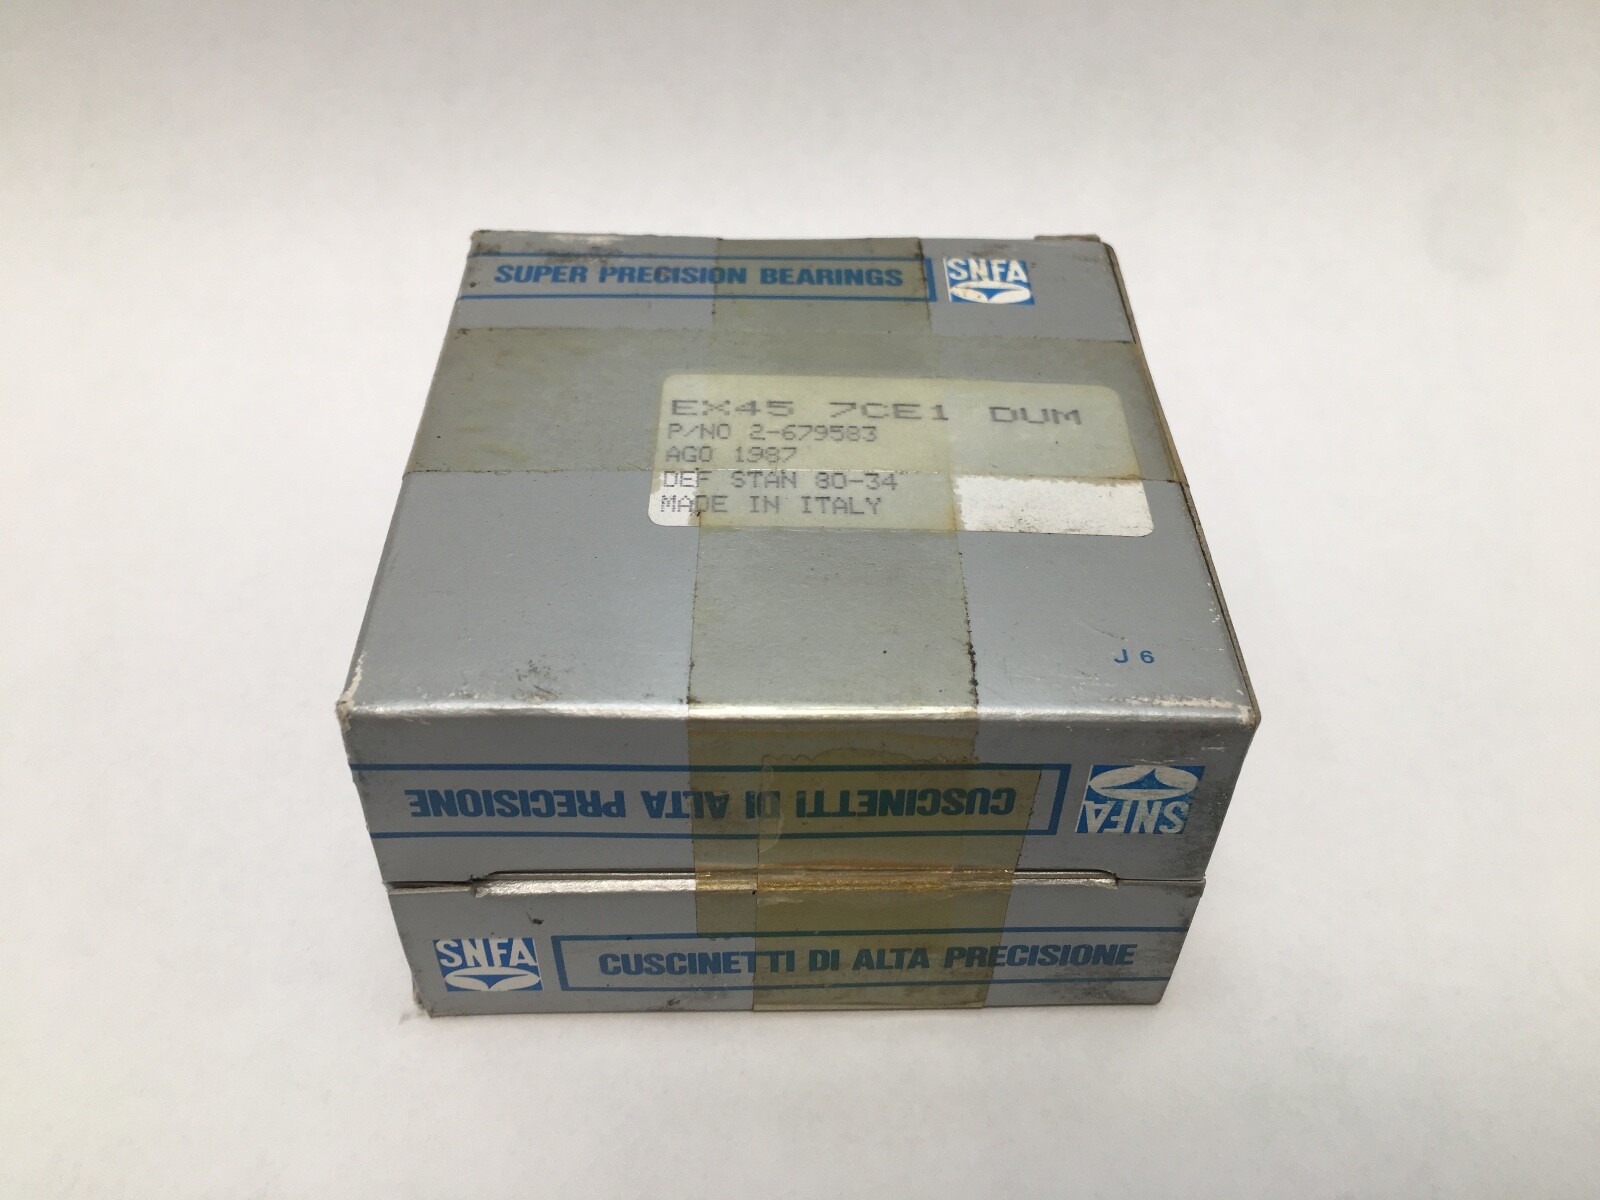 SUPER PRECISION BEARINGS SNFA
EX45 7CE1 DUM
P/NO 2-679583
AGO 1987
DEF STAN 80-34
MADE IN ITALY
J 6
CUSCINETTI DI ALTA PRECISIONE SNFA
SNFA CUSCINETTI DI ALTA PRECISIONE